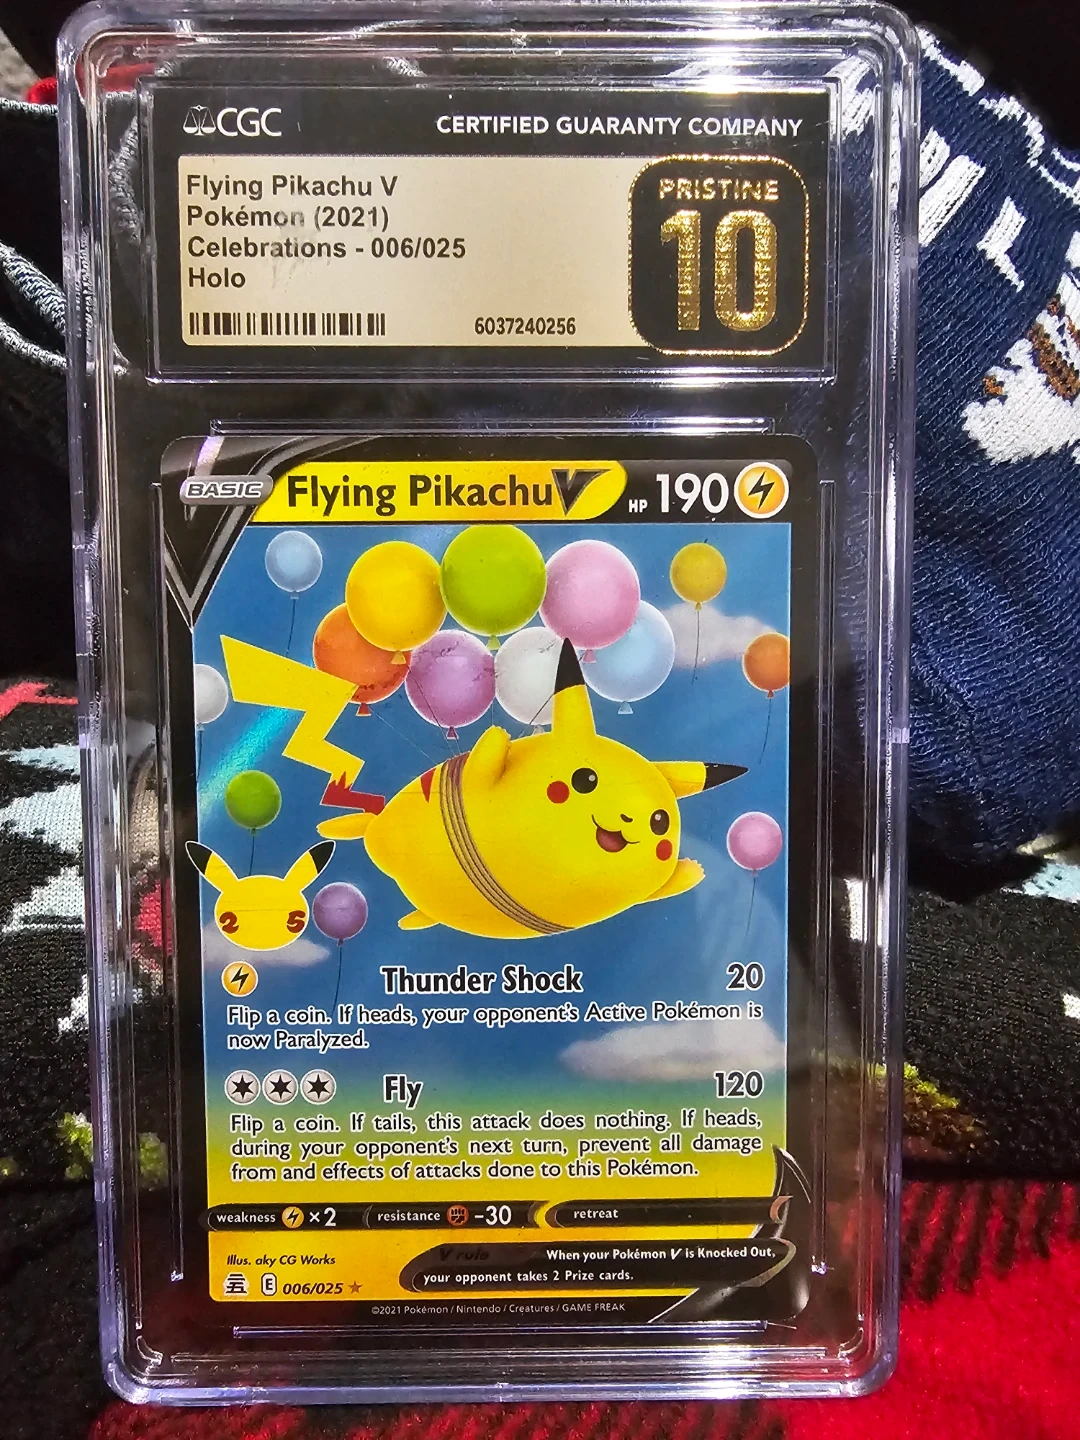 CGC
CERTIFIED GUARANTY COMPANY
Flying Pikachu V
Pokémon (2021)
Celebrations - 006/025
Holo
6037240256
PRISTINE
10
BASIC
Flying Pikachu V
HP 190
25
Thunder Shock 20
Flip a coin. If heads, your opponent's Active Pokémon is
now Paralyzed.
Fly 120
Flip a coin. If tails, this attack does nothing. If heads,
during your opponent's next turn, prevent all damage
from and effects of attacks done to this Pokémon.
weakness ×2 resistance -30 retreat
Illus. aky CG Works
V rule
When your Pokémon V is Knocked Out,
your opponent takes 2 Prize cards.
E 006/025
©2021 Pokémon / Nintendo / Creatures / GAME FREAK